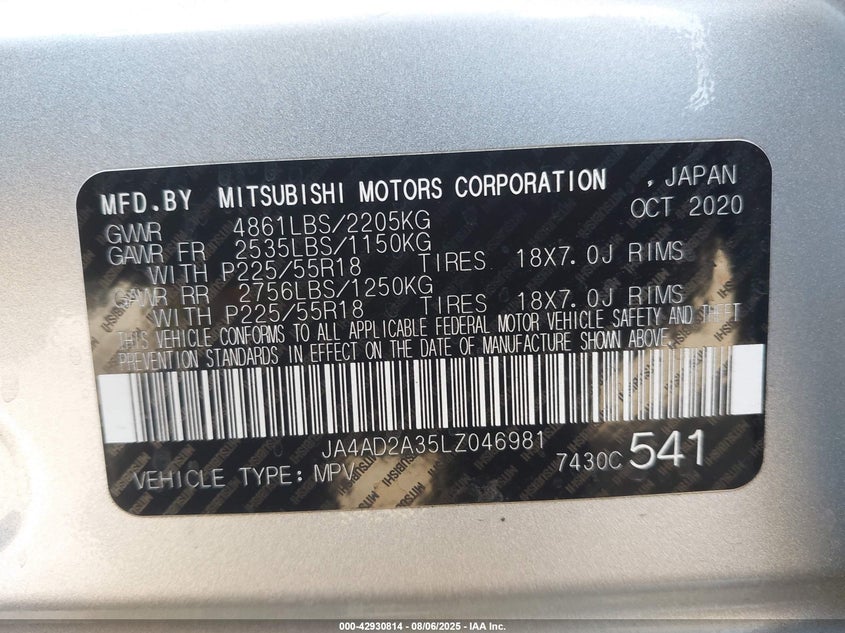 MFD.BY MITSUBISHI MOTORS CORPORATION , JAPAN
OCT 2020
GVWR 4861LBS/2205KG
GAWR FR 2535LBS/1150KG
WITH P225/55R18 TIRES 18X7.0J RIMS
GAWR RR 2756LBS/1250KG
WITH P225/55R18 TIRES 18X7.0J RIMS
THIS VEHICLE CONFORMS TO ALL APPLICABLE FEDERAL MOTOR VEHICLE SAFETY AND THEFT
PREVENTION STANDARDS IN EFFECT ON THE DATE OF MANUFACTURE SHOWN ABOVE.
JA4AD2A35LZ046981
VEHICLE TYPE: MPV 7430C 541
000-42930814 - 08/06/2025 - IAA Inc.